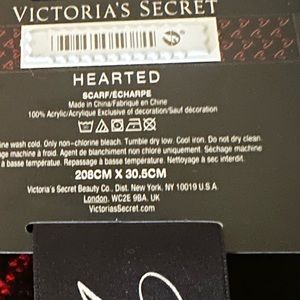 VICTORIA'S SECRET
HEARTED
SCARF/ÉCHARPE
Made in China/Fabriqué en Chine
100% Acrylic/Acrylique Exclusive of decoration/Sauf décoration
ine wash cold. Only non-chlorine bleach. Tumble dry low. Cool iron. Do not dry clean.
age machine à froid. Agent de blanchiment non chloré uniquement. Séchage machine
à basse température. Repassage à basse température. Nettoyage à sec interdit.
208CM X 30.5CM
Victoria's Secret Beauty Co., Dist. New York, NY 10019 U.S.A
London, WC2E 9BA, UK
VictoriasSecret.com